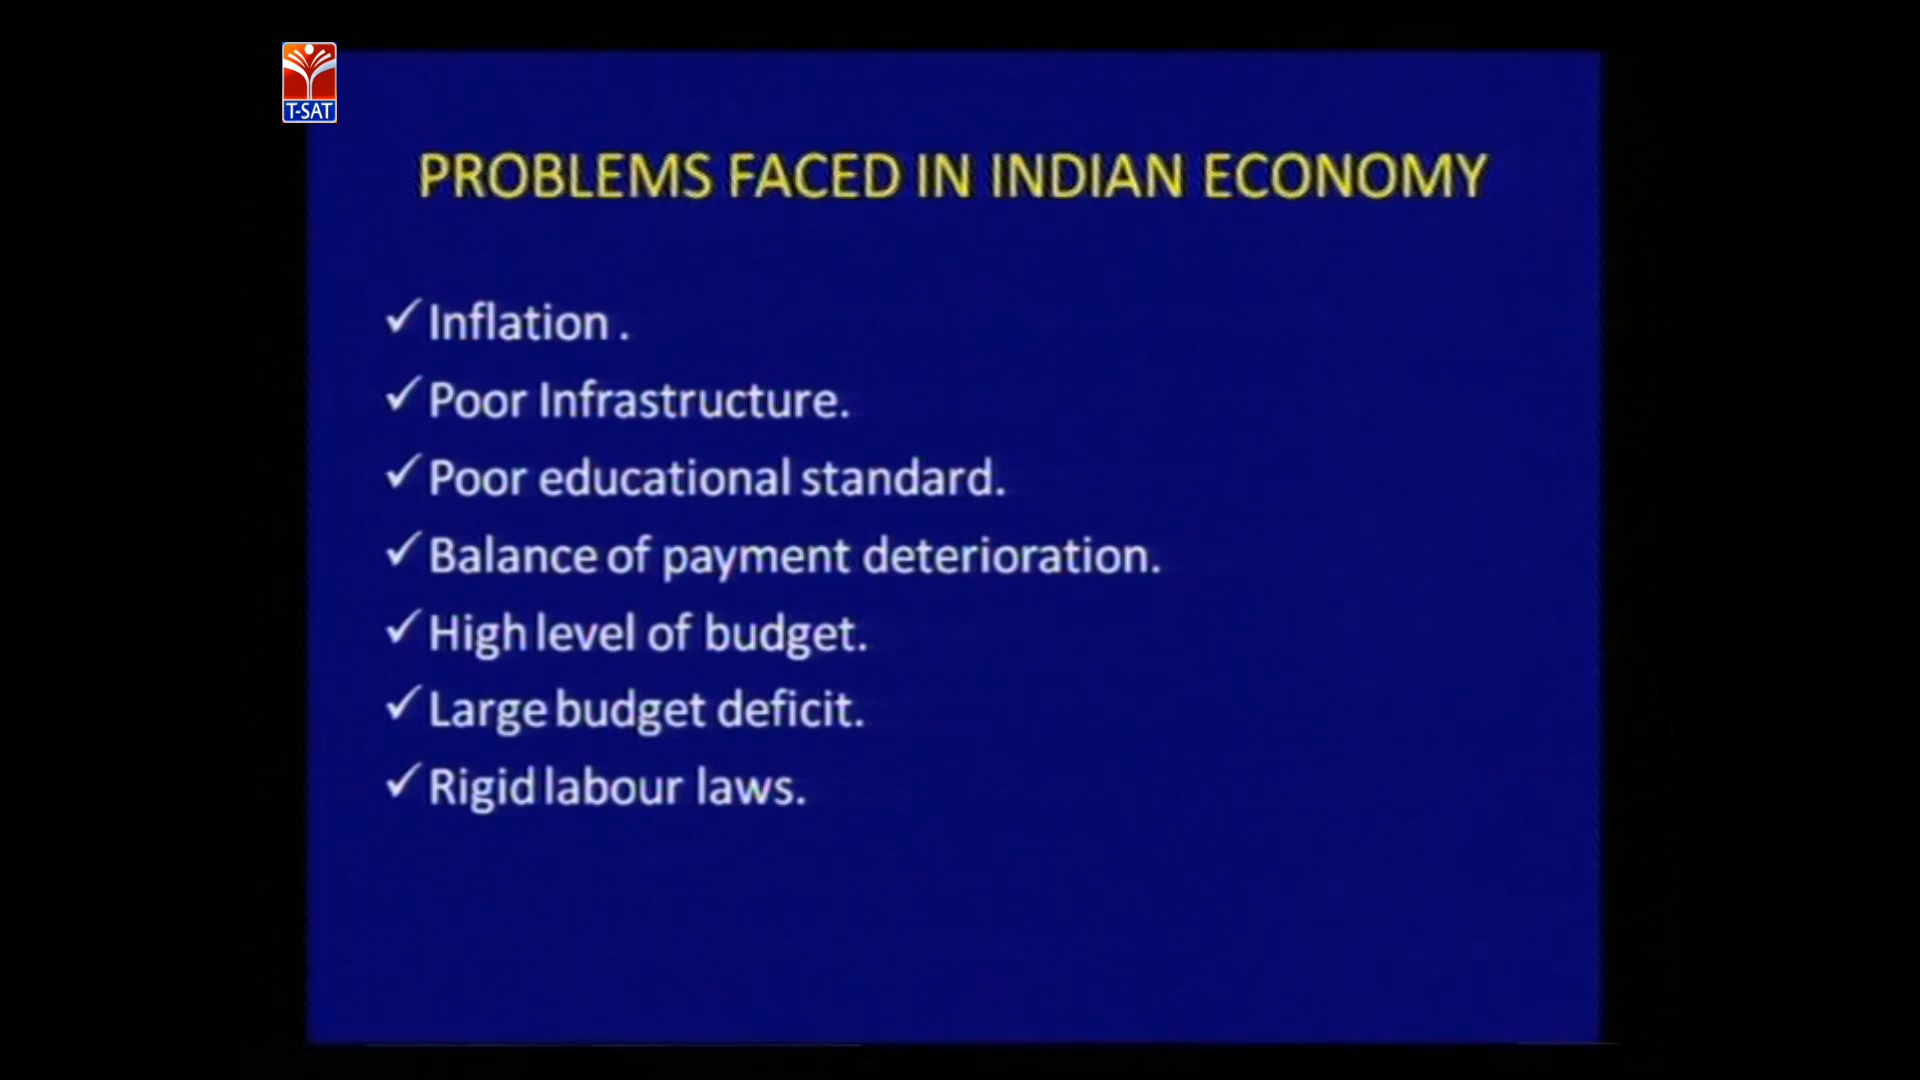 T-SAT
PROBLEMS FACED IN INDIAN ECONOMY
✓ Inflation .
✓ Poor Infrastructure.
✓ Poor educational standard.
✓ Balance of payment deterioration.
✓ High level of budget.
✓ Large budget deficit.
✓ Rigid labour laws.